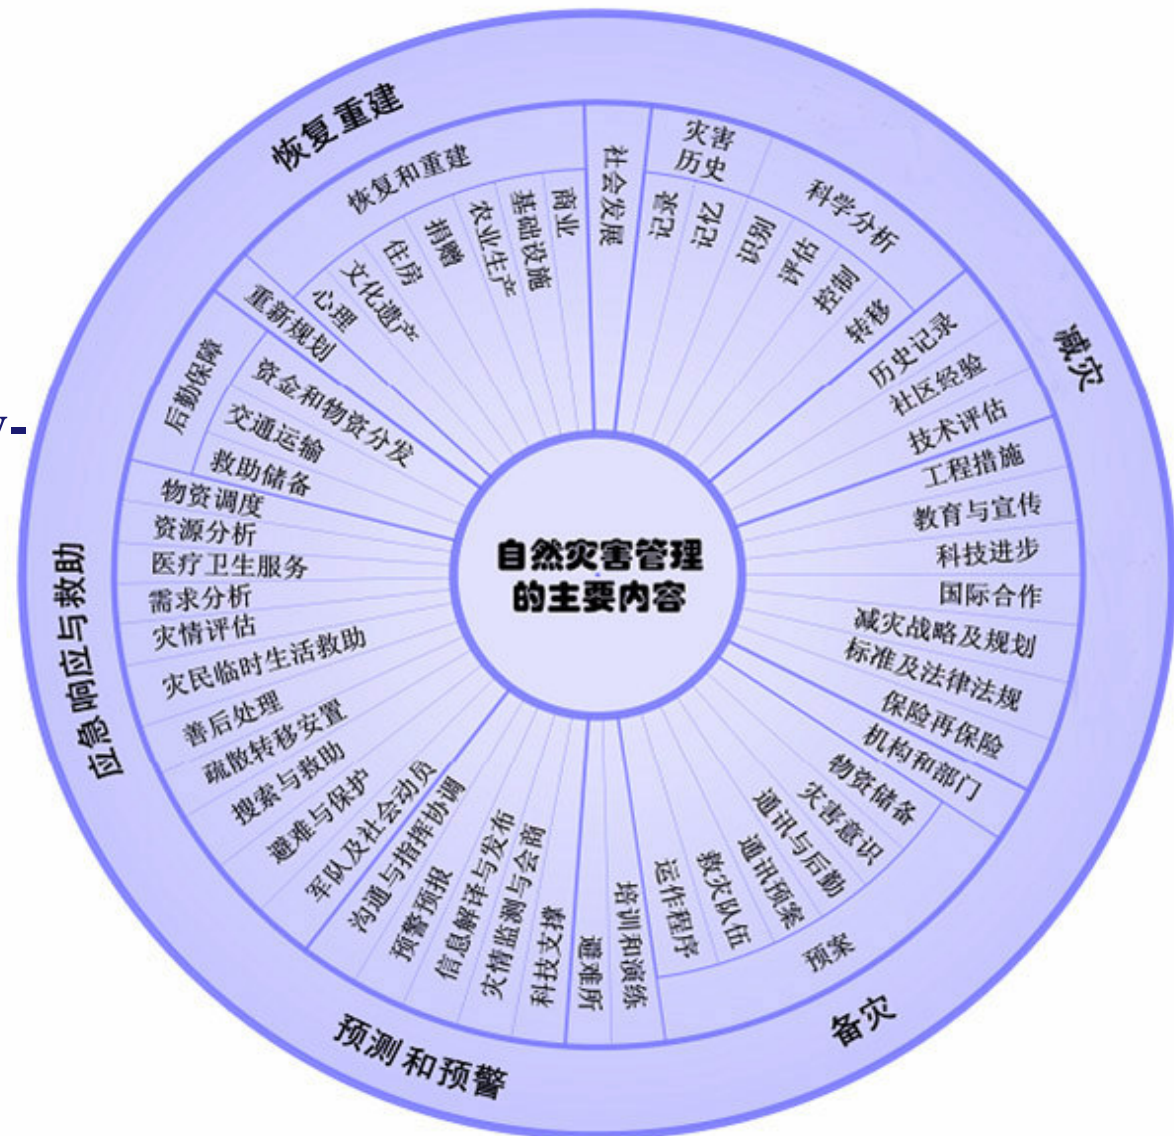 自然灾害管理
的主要内容
恢复重建
恢复和重建
社会发展
商业
基础设施
农业生产
捐赠
住房
文化遗产
心理
重新规划
减灾
灾害
历史
记录
记忆
科学分析
识别
评估
控制
转移
历史记录
社区经验
技术评估
工程措施
教育与宣传
科技进步
国际合作
减灾战略及规划
标准及法律法规
保险再保险
备灾
机构和部门
预案
物资储备
灾害意识
通讯与后勤
通讯预案
救灾队伍
运作程序
培训和演练
避难所
预测和预警
科技支撑
灾情监测与会商
信息解译与发布
预警预报
沟通与指挥协调
应急响应与救助
军队及社会动员
避难与保护
搜索与救助
疏散转移安置
善后处理
灾民临时生活救助
灾情评估
需求分析
医疗卫生服务
资源分析
物资调度
后勤保障
救助储备
交通运输
资金和物资分发